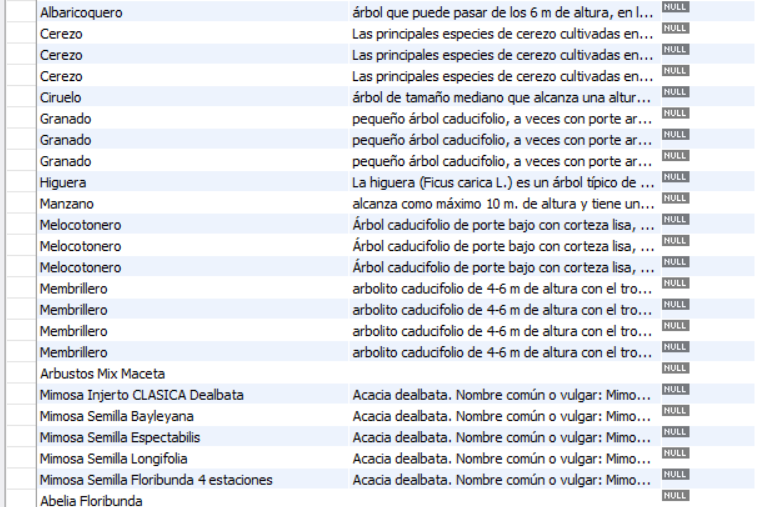 Albaricoquero árbol que puede pasar de los 6 m de altura, en l... NULL
Cerezo Las principales especies de cerezo cultivadas en... NULL
Cerezo Las principales especies de cerezo cultivadas en... NULL
Cerezo Las principales especies de cerezo cultivadas en... NULL
Ciruelo árbol de tamaño mediano que alcanza una altur... NULL
Granado pequeño árbol caducifolio, a veces con porte ar... NULL
Granado pequeño árbol caducifolio, a veces con porte ar... NULL
Granado pequeño árbol caducifolio, a veces con porte ar... NULL
Higuera La higuera (Ficus carica L.) es un árbol típico de ... NULL
Manzano alcanza como máximo 10 m. de altura y tiene un... NULL
Melocotonero Árbol caducifolio de porte bajo con corteza lisa, ... NULL
Melocotonero Árbol caducifolio de porte bajo con corteza lisa, ... NULL
Melocotonero Árbol caducifolio de porte bajo con corteza lisa, ... NULL
Membrillero arbolito caducifolio de 4-6 m de altura con el tro... NULL
Membrillero arbolito caducifolio de 4-6 m de altura con el tro... NULL
Membrillero arbolito caducifolio de 4-6 m de altura con el tro... NULL
Membrillero arbolito caducifolio de 4-6 m de altura con el tro... NULL
Arbustos Mix Maceta NULL
Mimosa Injerto CLASICA Dealbata Acacia dealbata. Nombre común o vulgar: Mimo... NULL
Mimosa Semilla Bayleyana Acacia dealbata. Nombre común o vulgar: Mimo... NULL
Mimosa Semilla Espectabilis Acacia dealbata. Nombre común o vulgar: Mimo... NULL
Mimosa Semilla Longifolia Acacia dealbata. Nombre común o vulgar: Mimo... NULL
Mimosa Semilla Floribunda 4 estaciones Acacia dealbata. Nombre común o vulgar: Mimo... NULL
Abelia Floribunda NULL